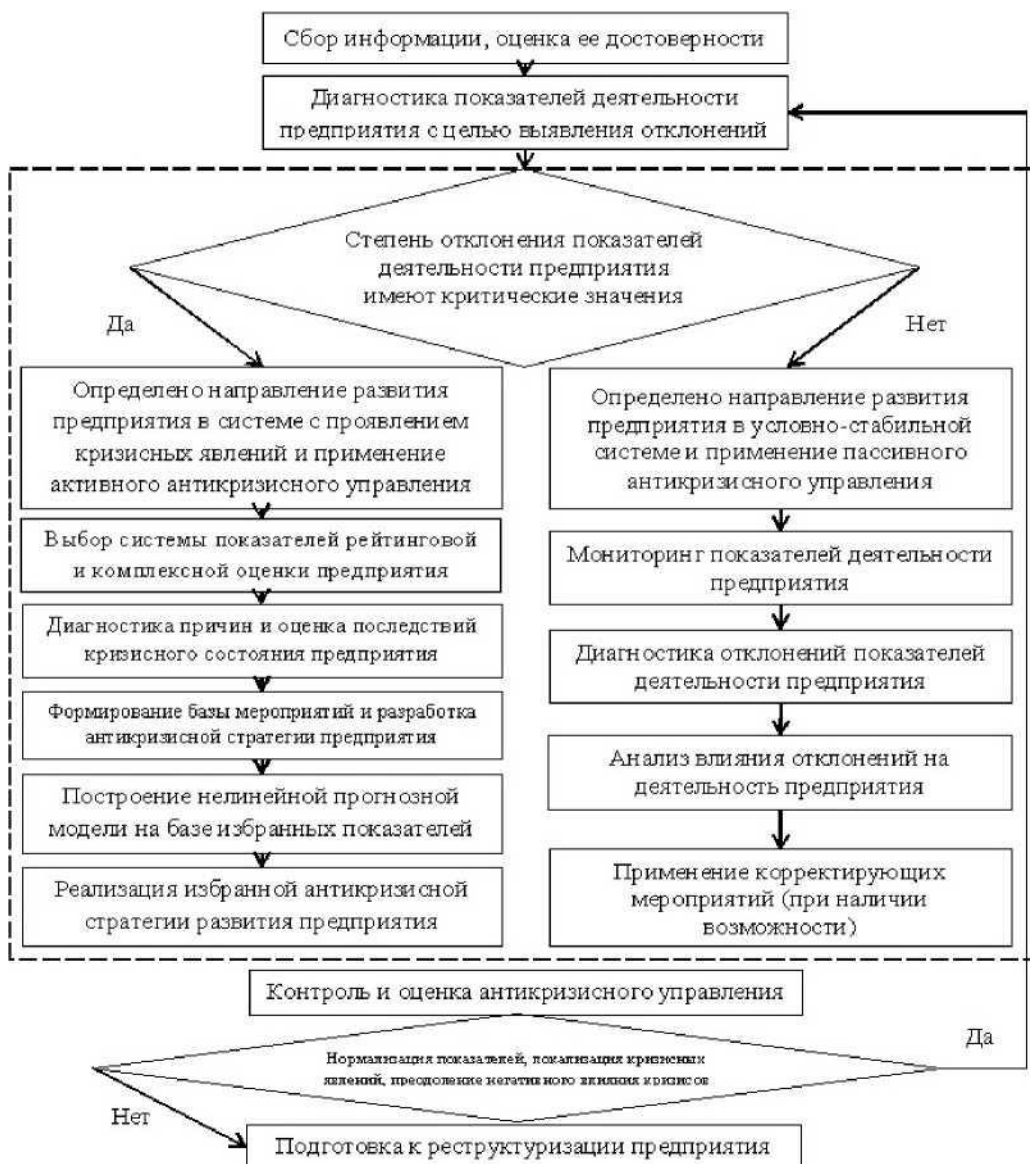 Сбор информации, оценка ее достоверности
Диагностика показателей деятельности
предприятия с целью выявления отклонений
Степень отклонения показателей
деятельности предприятия
имеют критические значения
Да
Нет
Определено направление развития
предприятия в системе с проявлением
кризисных явлений и применение
активного антикризисного управления
Выбор системы показателей рейтинговой
и комплексной оценки предприятия
Диагностика причин и оценка последствий
кризисного состояния предприятия
Формирование базы мероприятий и разработка
антикризисной стратегии предприятия
Построение нелинейной прогнозной
модели на базе избранных показателей
Реализация избранной антикризисной
стратегии развития предприятия
Определено направление развития
предприятия в условно-стабильной
системе и применение пассивного
антикризисного управления
Мониторинг показателей деятельности
предприятия
Диагностика отклонений показателей
деятельности предприятия
Анализ влияния отклонений на
деятельность предприятия
Применение корректирующих
мероприятий (при наличии
возможности)
Контроль и оценка антикризисного управления
Да
Нормализация показателей, локализация кризисных
явлений, преодоление негативного влияния кризисов
Нет
Подготовка к реструктуризации предприятия